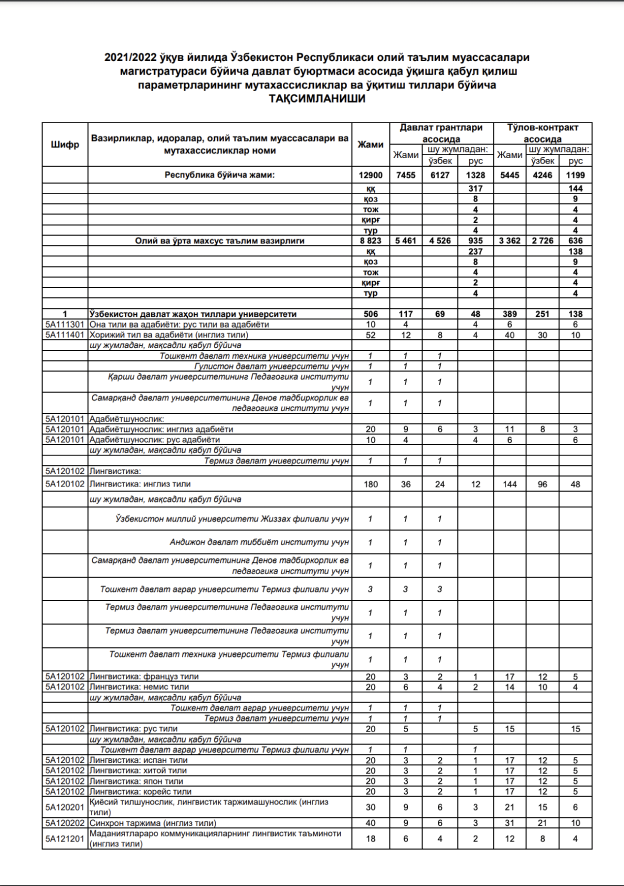 2021/2022 ўқув йилида Ўзбекистон Республикаси олий таълим муассасалари
магистратураси бўйича давлат буюртмаси асосида ўқишга қабул қилиш
параметрларининг мутахассисликлар ва ўқитиш тиллари бўйича
ТАҚСИМЛАНИШИ
Шифр Вазирликлар, идоралар, олий таълим муассасалари ва мутахассисликлар номи Жами Давлат грантлари асосида Тўлов-контракт асосида
Жами шу жумладан: Жами шу жумладан:
ўзбек рус ўзбек рус
Республика бўйича жами: 12900 7455 6127 1328 5445 4246 1199
ққ 317 144
қоз 8 9
тож 4 4
қирғ 2 2
тур 4 4
Олий ва ўрта махсус таълим вазирлиги 8 823 5 461 4 526 935 3 362 2 726 636
ққ 237 138
қоз 8 9
тож 4 4
қирғ 2 2
тур 4 4
1 Ўзбекистон давлат жаҳон тиллари университети 506 117 69 48 389 251 138
5A111301 Она тили ва адабиёти: рус тили ва адабиёти 10 4 4 6 6
5A111401 Хорижий тил ва адабиёти (инглиз тили) 52 12 8 4 40 30 10
шу жумладан, мақсадли қабул бўйича
Тошкент давлат техника университети учун 1 1 1
Гулистон давлат университети учун 1 1 1
Қарши давлат университетининг Педагогика институти
учун 1 1 1
Самарқанд давлат университетининг Денов тадбиркорлик ва
педагогика институти учун 1 1 1
5A120101 Адабиётшунослик:
5A120101 Адабиётшунослик: инглиз адабиёти 20 9 6 3 11 8 3
5A120101 Адабиётшунослик: рус адабиёти 10 4 4 6 6
шу жумладан, мақсадли қабул бўйича
Термиз давлат университети учун 1 1 1
5A120102 Лингвистика:
5A120102 Лингвистика: инглиз тили 180 36 24 12 144 96 48
шу жумладан, мақсадли қабул бўйича
Ўзбекистон миллий университети Жиззах филиали учун 1 1 1
Андижон давлат тиббиёт институти учун 1 1 1
Самарқанд давлат университетининг Денов тадбиркорлик ва
педагогика институти учун 1 1 1
Тошкент давлат аграр университети Термиз филиали учун 3 3 3
Термиз давлат университетининг Педагогика институти
учун 1 1 1
Термиз давлат университетининг Педагогика институти
учун 1 1 1
Тошкент давлат техника университети Термиз филиали
учун 1 1 1
5A120102 Лингвистика: француз тили 20 3 2 1 17 12 5
5A120102 Лингвистика: немис тили 20 6 4 2 14 10 4
шу жумладан, мақсадли қабул бўйича
Тошкент давлат аграр университети учун 1 1 1
Термиз давлат университети учун 1 1 1
5A120102 Лингвистика: рус тили 20 5 5 15 15
шу жумладан, мақсадли қабул бўйича
Тошкент давлат аграр университети Термиз филиали учун 1 1 1
5A120102 Лингвистика: испан тили 20 3 2 1 17 12 5
5A120102 Лингвистика: хитой тили 20 3 2 1 17 12 5
5A120102 Лингвистика: япон тили 20 3 2 1 17 12 5
5A120102 Лингвистика: корейс тили 20 3 2 1 17 12 5
5A120201 Қиёсий тилшунослик, лингвистик таржимашунослик (инглиз
тили) 30 9 6 3 21 15 6
5A120202 Синхрон таржима (инглиз тили) 40 9 6 3 31 21 10
5A121201 Маданиятлараро коммуникацияларнинг лингвистик таъминоти
(инглиз тили) 18 6 4 2 12 8 4